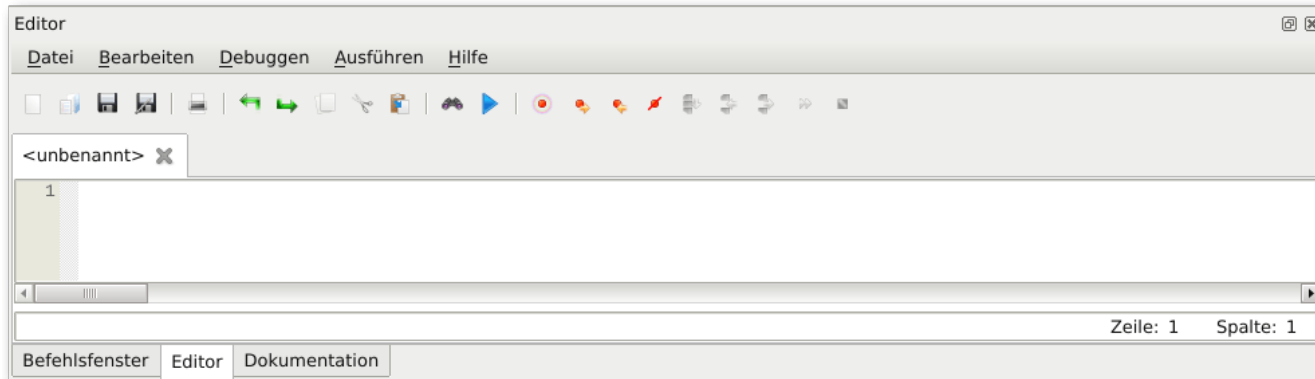 Editor
Datei Bearbeiten Debuggen Ausführen Hilfe
<unbenannt>
1
Zeile: 1 Spalte: 1
Befehlsfenster Editor Dokumentation